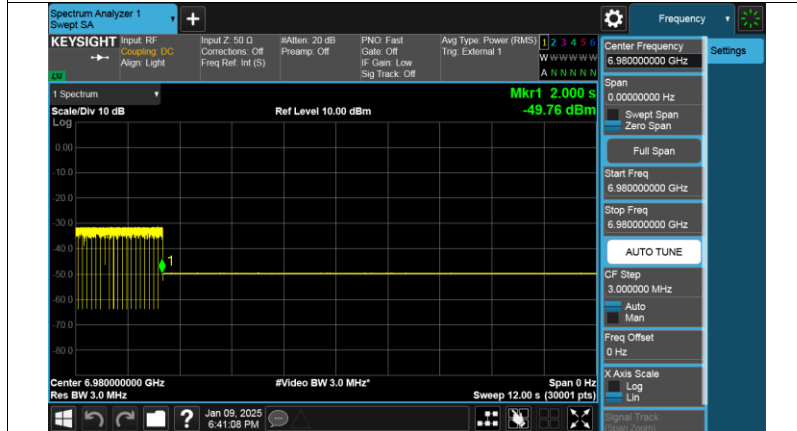 Spectrum Analyzer 1
Swept SA
Frequency
KEYSIGHT
Input: RF
Coupling: DC
Align: Light
Input Z: 50 Ω
Corrections: Off
Freq Ref: Int (S)
#Atten: 20 dB
Preamp: Off
PNO: Fast
Gate: Off
IF Gain: Low
Sig Track: Off
Avg Type: Power (RMS)
Trig: External 1
1 2 3 4 5 6
W W W W W W
A N N N N N
LXI
1 Spectrum
Scale/Div 10 dB
Ref Level 10.00 dBm
Mkr1 2.000 s
-49.76 dBm
Log
0.00
-10.0
-20.0
-30.0
-40.0
-50.0
-60.0
-70.0
-80.0
1
Center 6.980000000 GHz
#Video BW 3.0 MHz*
Span 0 Hz
Res BW 3.0 MHz
Sweep 12.00 s (30001 pts)
Jan 09, 2025
6:41:08 PM
Center Frequency
6.980000000 GHz
Settings
Span
0.00000000 Hz
Swept Span
Zero Span
Full Span
Start Freq
6.980000000 GHz
Stop Freq
6.980000000 GHz
AUTO TUNE
CF Step
3.000000 MHz
Auto
Man
Freq Offset
0 Hz
X Axis Scale
Log
Lin
Signal Track
(Span Zoom)